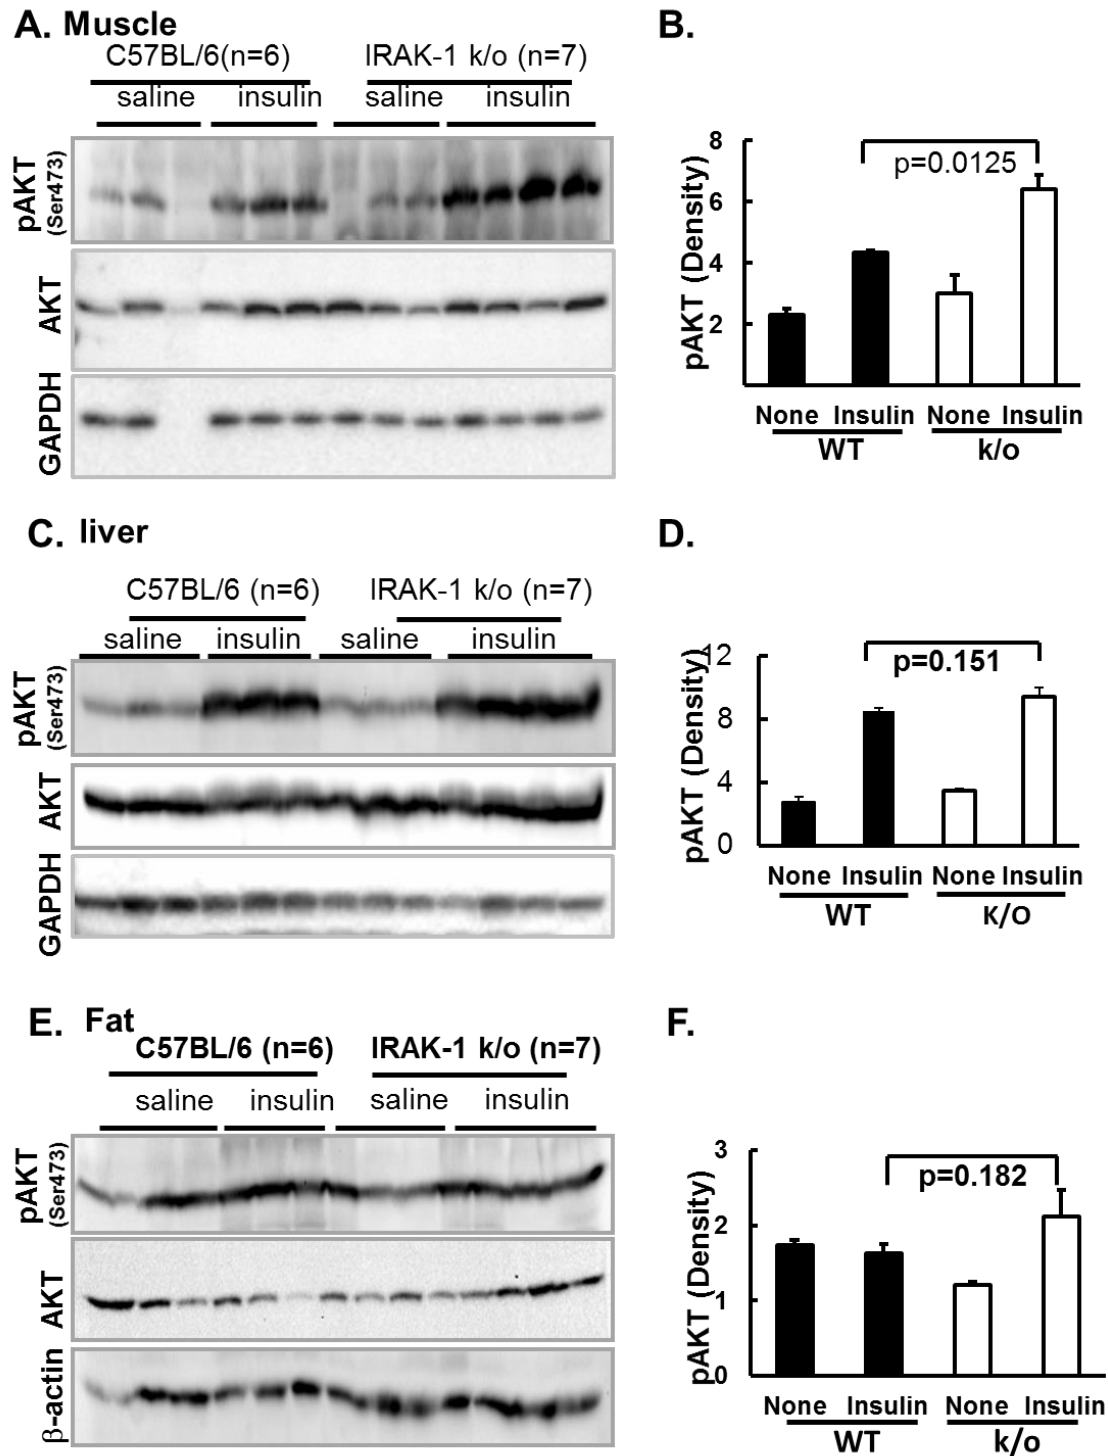 A. Muscle
C57BL/6(n=6) IRAK-1 k/o (n=7)
saline insulin saline insulin
pAKT
(Ser473)
AKT
GAPDH
B.
8
6
4
2
pAKT (Density)
p=0.0125
None Insulin None Insulin
WT k/o
C. liver
C57BL/6 (n=6) IRAK-1 k/o (n=7)
saline insulin saline insulin
pAKT
(Ser473)
AKT
GAPDH
D.
12
8
4
0
pAKT (Density)
p=0.151
None Insulin None Insulin
WT K/O
E. Fat
C57BL/6 (n=6) IRAK-1 k/o (n=7)
saline insulin saline insulin
pAKT
(Ser473)
AKT
β-actin
F.
3
2
1
0
pAKT (Density)
p=0.182
None Insulin None Insulin
WT k/o